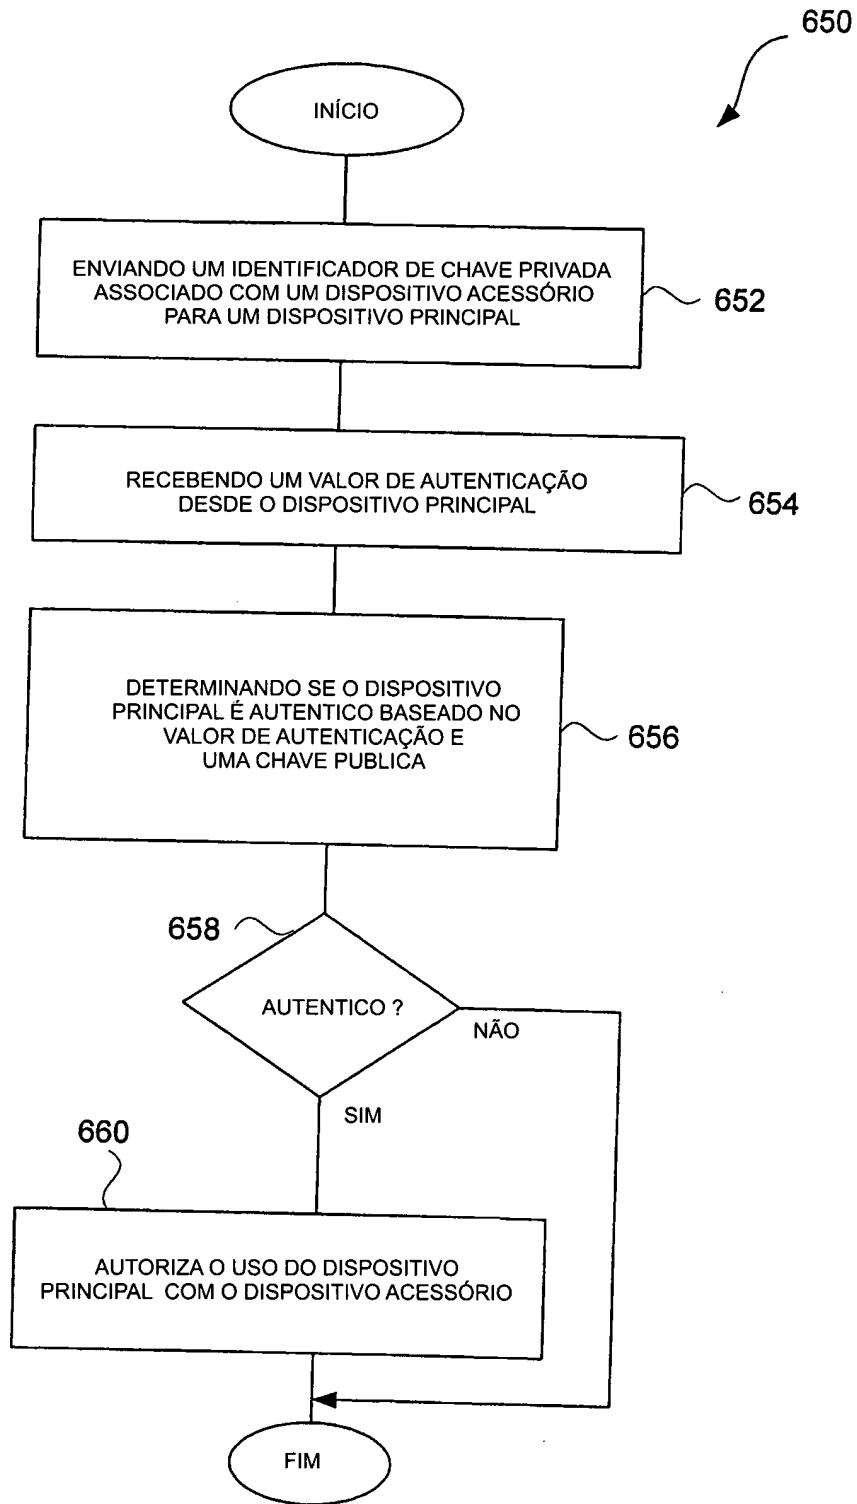 650
INÍCIO
ENVIANDO UM IDENTIFICADOR DE CHAVE PRIVADA
ASSOCIADO COM UM DISPOSITIVO ACESSÓRIO
PARA UM DISPOSITIVO PRINCIPAL
652
RECEBENDO UM VALOR DE AUTENTICAÇÃO
DESDE O DISPOSITIVO PRINCIPAL
654
DETERMINANDO SE O DISPOSITIVO
PRINCIPAL É AUTENTICO BASEADO NO
VALOR DE AUTENTICAÇÃO E
UMA CHAVE PUBLICA
656
658
AUTENTICO ?
NÃO
SIM
660
AUTORIZA O USO DO DISPOSITIVO
PRINCIPAL COM O DISPOSITIVO ACESSÓRIO
FIM